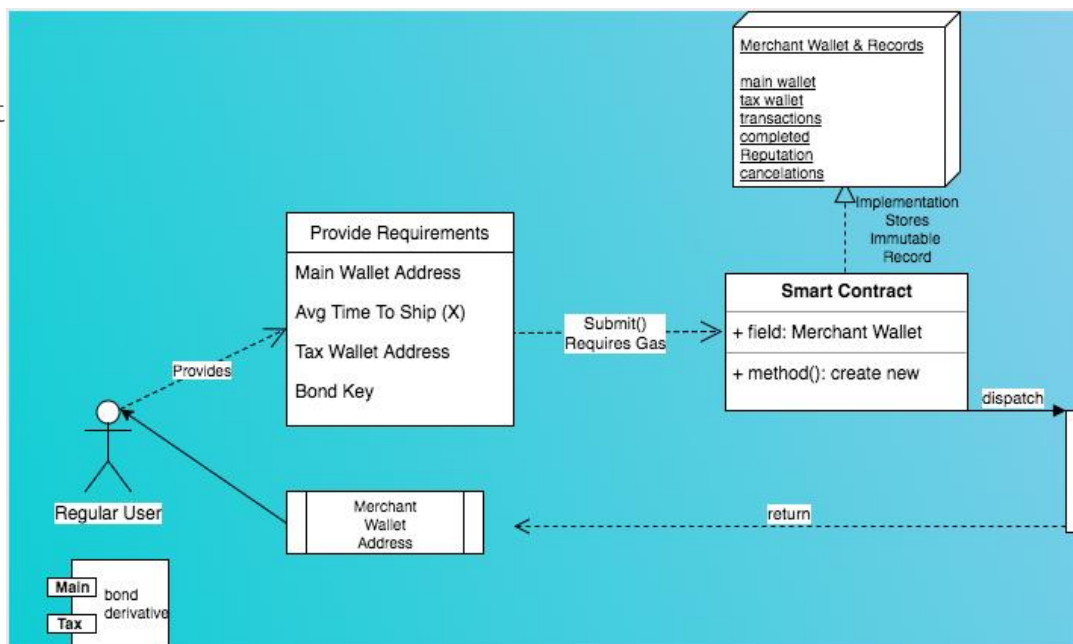 Merchant Wallet & Records
main wallet
tax wallet
transactions
completed
Reputation
cancelations
Implementation
Stores
Immutable
Record
Provide Requirements
Main Wallet Address
Avg Time To Ship (X)
Tax Wallet Address
Bond Key
Submit()
Requires Gas
Smart Contract
+ field: Merchant Wallet
+ method(): create new
dispatch
Provides
Regular User
Merchant
Wallet
Address
return
Main
Tax
bond
derivative